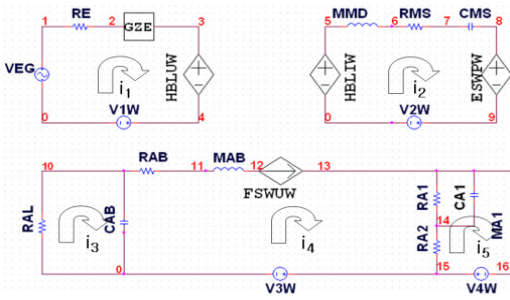 RE
MMD
RMS
CMS
1
2
GZE
3
5
6
7
8
VEG
i1
HBLUW
HBLIW
i2
ESWPW
V1W
V2W
0
4
0
9
RAB
MAB
10
11
12
13
FSWUW
RAL
CAB
i3
i4
RA1
CA1
14
MA1
RA2
i5
0
15
16
V3W
V4W